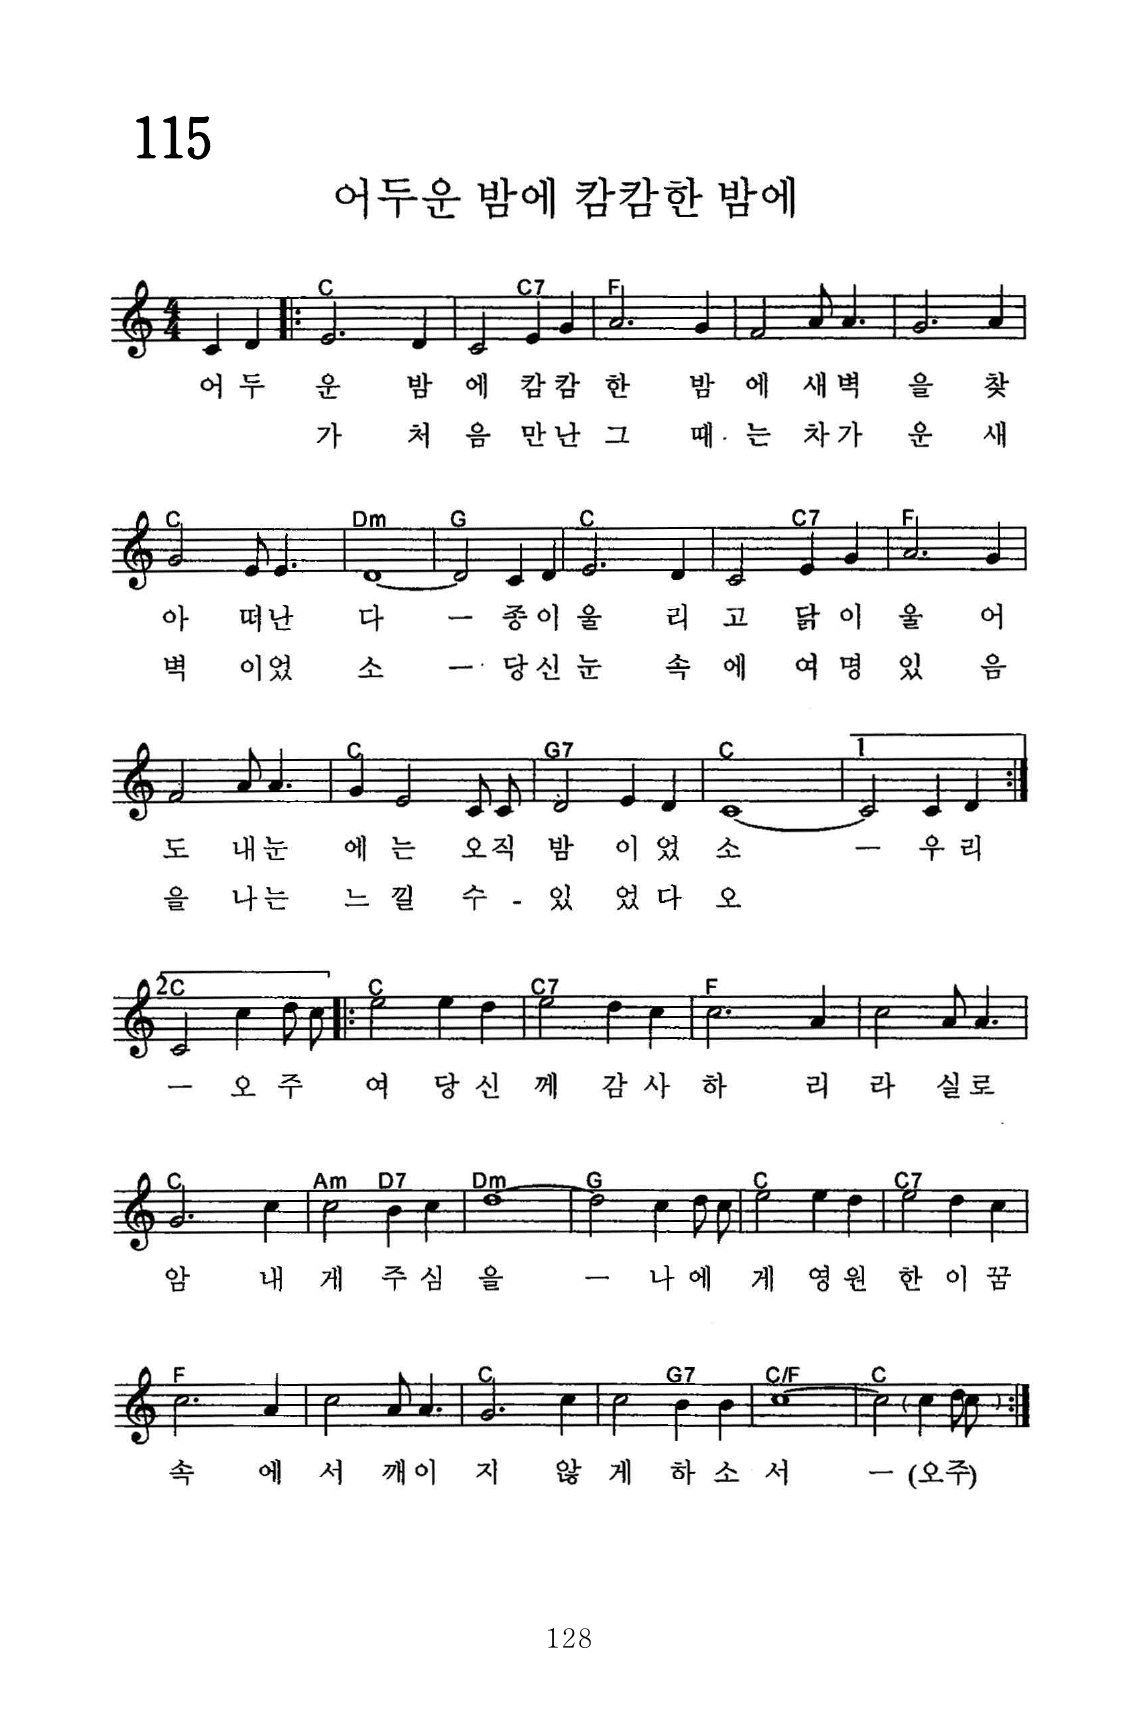 115
어두운 밤에 캄캄한 밤에
C C7 F
어 두 운 밤 에 캄 캄 한 밤 에 새 벽 을 찾
가 처 음 만 난 그 때 는 차 가 운 새
C Dm G C C7 F
아 떠 난 다 ー 종 이 울 리 고 닭 이 울 어
벽 이 었 소 ー 당 신 눈 속 에 여 명 있 음
C G7 C 1
도 내 눈 에 는 오 직 밤 이 었 소 ー 우 리
을 나 는 느 낄 수 - 있 었 다 오
2 C C C7 F
ー 오 주 여 당 신 께 감 사 하 리 라 실 로
C Am D7 Dm G C C7
암 내 게 주 심 을 ー 나 에 게 영 원 한 이 꿈
F C G7 C/F C
속 에 서 깨 이 지 않 게 하 소 서 ー (오주)
128